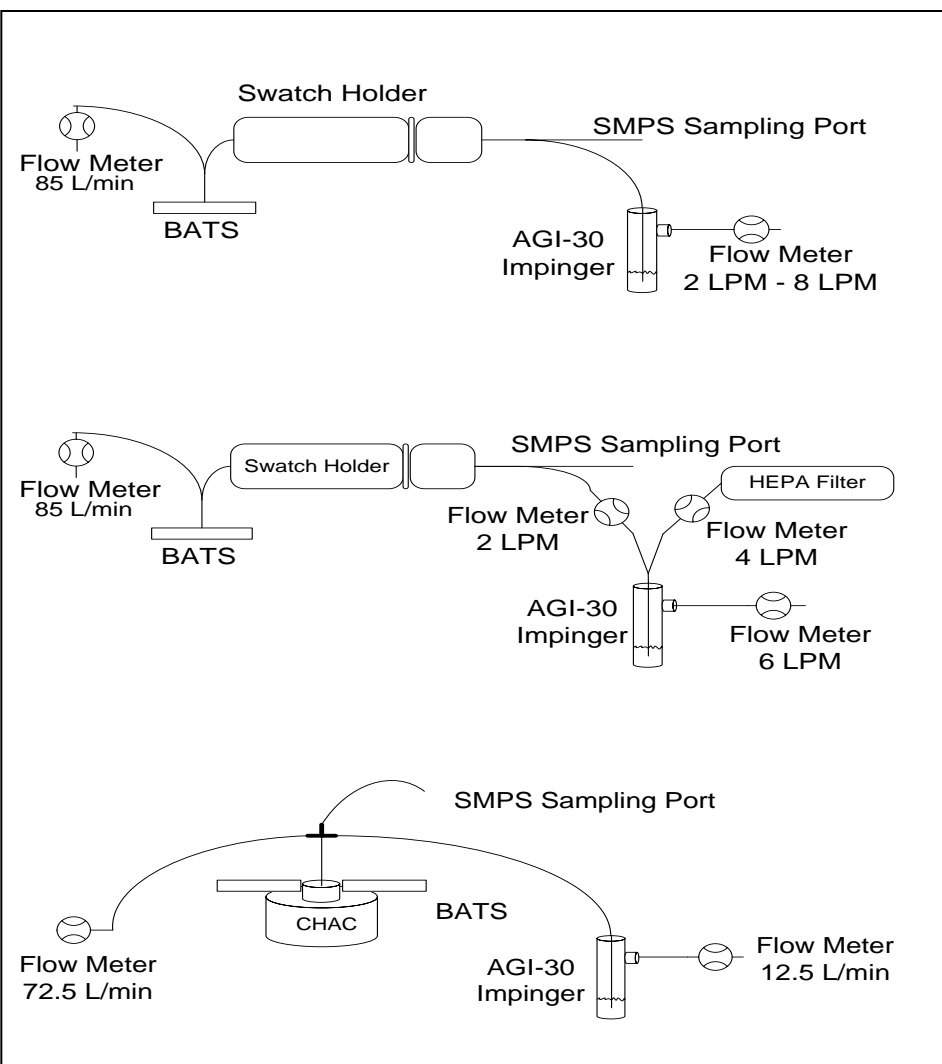 Swatch Holder
SMPS Sampling Port
Flow Meter
85 L/min
BATS
AGI-30
Impinger
Flow Meter
2 LPM - 8 LPM
SMPS Sampling Port
Swatch Holder
HEPA Filter
Flow Meter
85 L/min
Flow Meter
2 LPM
Flow Meter
4 LPM
BATS
AGI-30
Impinger
Flow Meter
6 LPM
SMPS Sampling Port
BATS
CHAC
Flow Meter
72.5 L/min
AGI-30
Impinger
Flow Meter
12.5 L/min